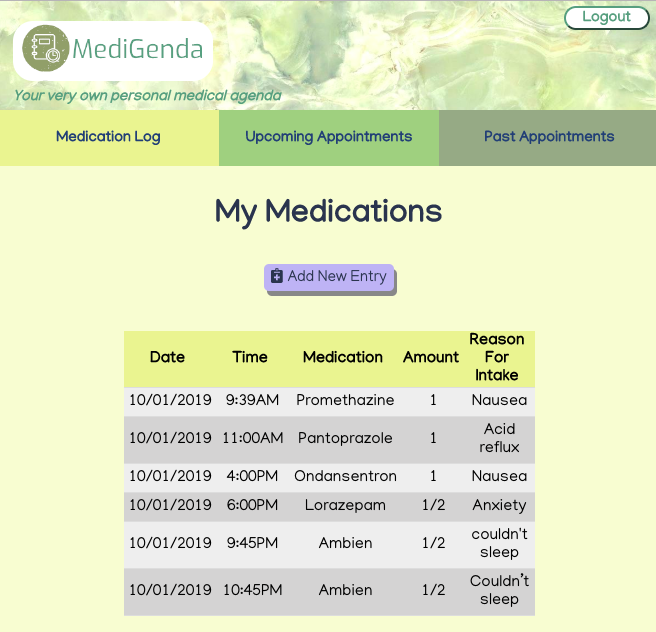 Logout
MediGenda
Your very own personal medical agenda
Medication Log Upcoming Appointments Past Appointments
My Medications
Add New Entry
Date Time Medication Amount Reason For Intake
10/01/2019 9:39AM Promethazine 1 Nausea
10/01/2019 11:00AM Pantoprazole 1 Acid reflux
10/01/2019 4:00PM Ondansentron 1 Nausea
10/01/2019 6:00PM Lorazepam 1/2 Anxiety
10/01/2019 9:45PM Ambien 1/2 couldn't sleep
10/01/2019 10:45PM Ambien 1/2 Couldn’t sleep